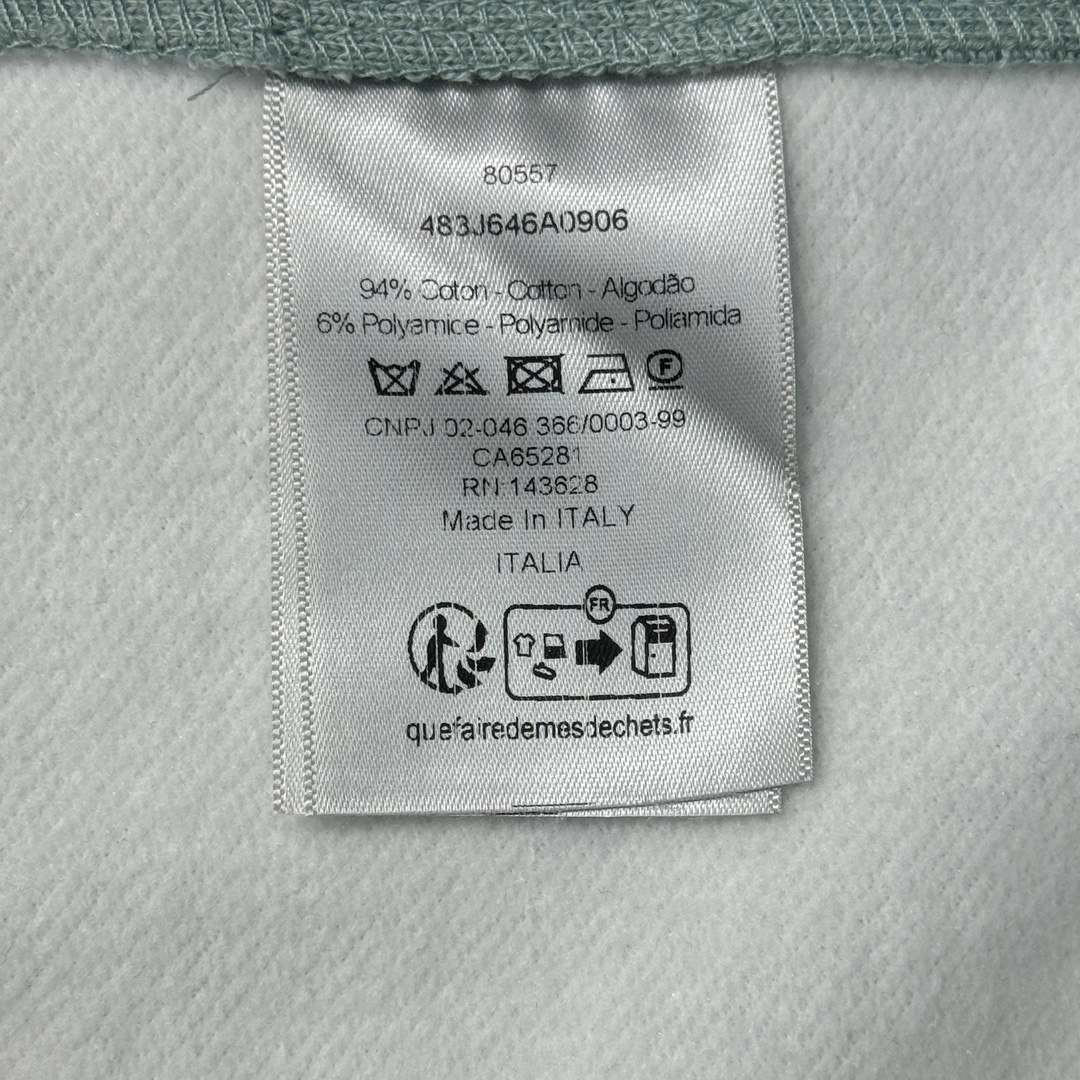 80557
483J646A0906
94% Coton - Cotton - Algodão
6% Polyamide - Polyamide - Poliamida
F
CNPJ 02-046 366/0003-99
CA65281
RN 143628
Made In ITALY
ITALIA
FR
quefairedemesdechets.fr